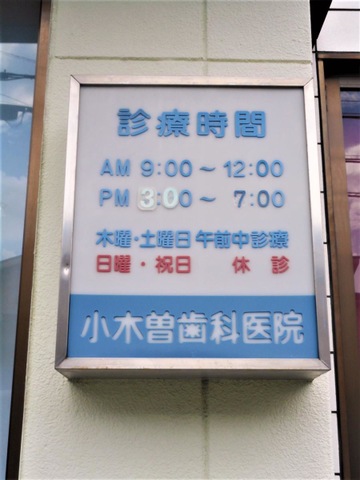 診療時間
AM 9:00～12:00
PM 3:00～ 7:00
木曜・土曜日 午前中診療
日曜・祝日 休診
小木曽歯科医院